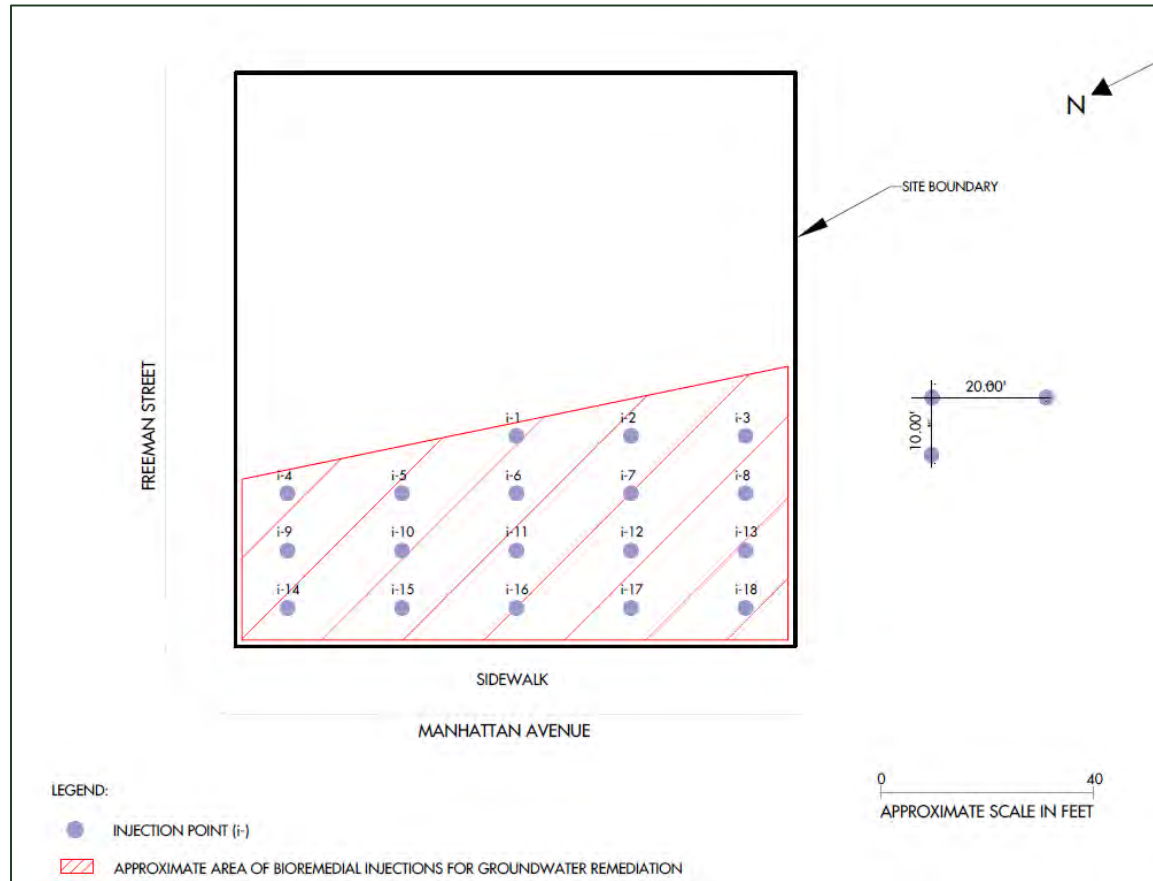 N
SITE BOUNDARY
FREEMAN STREET
20.00'
10.00'
i-1
i-2
i-3
i-4
i-5
i-6
i-7
i-8
i-9
i-10
i-11
i-12
i-13
i-14
i-15
i-16
i-17
i-18
SIDEWALK
MANHATTAN AVENUE
0 40
APPROXIMATE SCALE IN FEET
LEGEND:
INJECTION POINT (i-)
APPROXIMATE AREA OF BIOREMEDIAL INJECTIONS FOR GROUNDWATER REMEDIATION